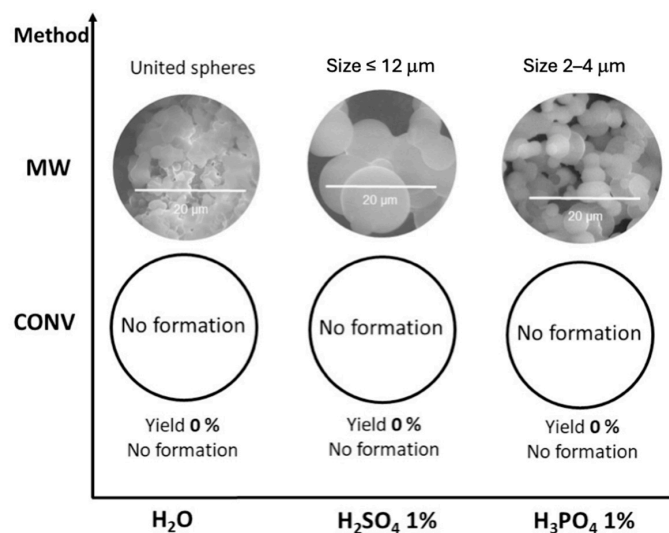 Method
United spheres
Size ≤ 12 μm
Size 2–4 μm
MW
20 μm
20 μm
20 μm
CONV
No formation
No formation
No formation
Yield 0 %
No formation
Yield 0 %
No formation
Yield 0 %
No formation
H₂O
H₂SO₄ 1%
H₃PO₄ 1%